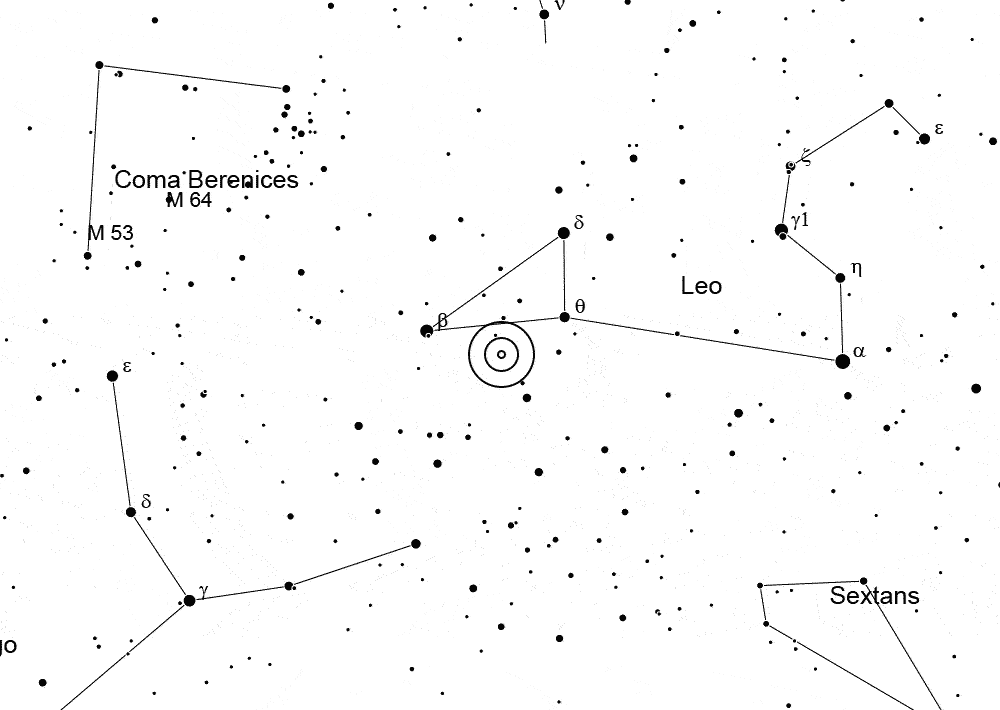 ν
ε
ζ
Coma Berenices
M 64
γ1
δ
M 53
η
Leo
θ
β
α
ε
δ
γ
Sextans
go